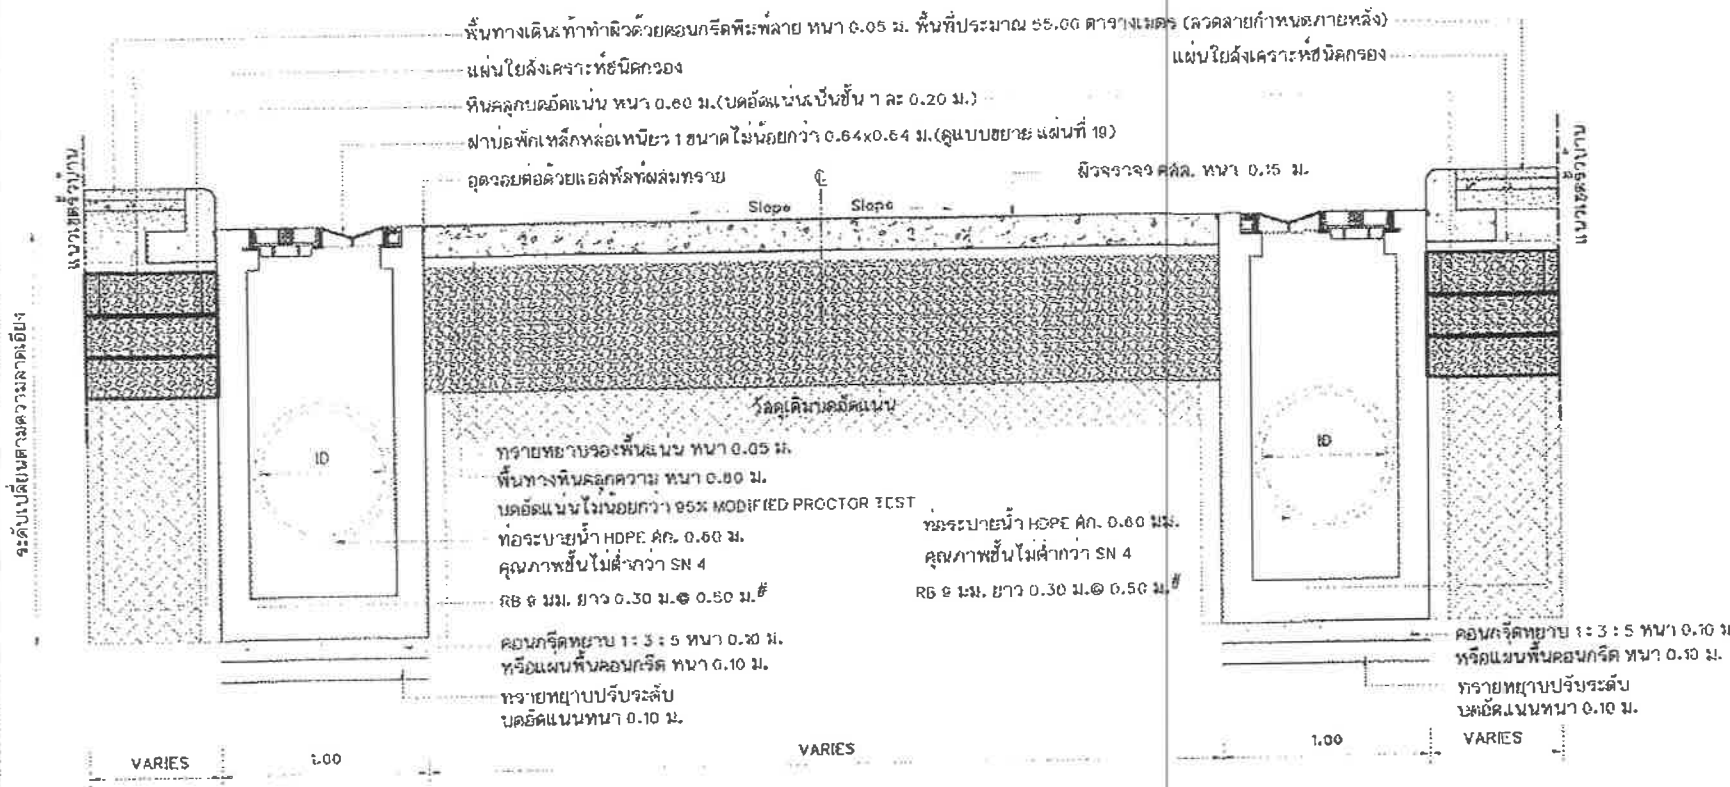 พื้นทางเดินเท้าทำผิวด้วยคอนกรีตพิมพ์ลาย หนา 0.05 ม. พื้นที่ประมาณ 55.00 ตารางเมตร (ลวดลายกำหนดภายหลัง)
แผ่นใยสังเคราะห์ชนิดกรอง
แผ่นใยสังเคราะห์ชนิดกรอง
หินคลุกบดอัดแน่น หนา 0.60 ม.(บดอัดแน่นเป็นชั้น ๆ ละ 0.20 ม.)
ฝาบ่อพักเหล็กหล่อเหนียว 1 ขนาดไม่น้อยกว่า 0.64x0.64 ม.(ดูแบบขยาย แผ่นที่ 19)
อุดรอยต่อด้วยแอสฟัลท์ผสมทราย
ผิวจราจร คสล. หนา 0.15 ม.
Slope
Slope
แนวเขตรั้วบ้าน
ระดับเปลี่ยนตามความลาดเอียง
วัสดุเดิมบดอัดแน่น
ID
ID
ทรายหยาบรองพื้นแน่น หนา 0.05 ม.
พื้นทางหินคลุก หนา 0.60 ม.
บดอัดแน่นไม่น้อยกว่า 95% MODIFIED PROCTOR TEST
ท่อระบายน้ำ HDPE ศก. 0.60 ม.
คุณภาพชั้นไม่ต่ำกว่า SN 4
RB 9 มม. ยาว 0.30 ม.@ 0.50 ม.#
ท่อระบายน้ำ HDPE ศก. 0.60 มม.
คุณภาพชั้นไม่ต่ำกว่า SN 4
RB 9 มม. ยาว 0.30 ม.@ 0.50 ม.#
คอนกรีตหยาบ 1: 3 : 5 หนา 0.10 ม.
หรือแผ่นพื้นคอนกรีต หนา 0.10 ม.
ทรายหยาบปรับระดับ
บดอัดแน่นหนา 0.10 ม.
คอนกรีตหยาบ 1: 3 : 5 หนา 0.10 ม
หรือแผ่นพื้นคอนกรีต หนา 0.10 ม.
ทรายหยาบปรับระดับ
บดอัดแน่นหนา 0.10 ม.
VARIES
1.00
VARIES
1.00
VARIES